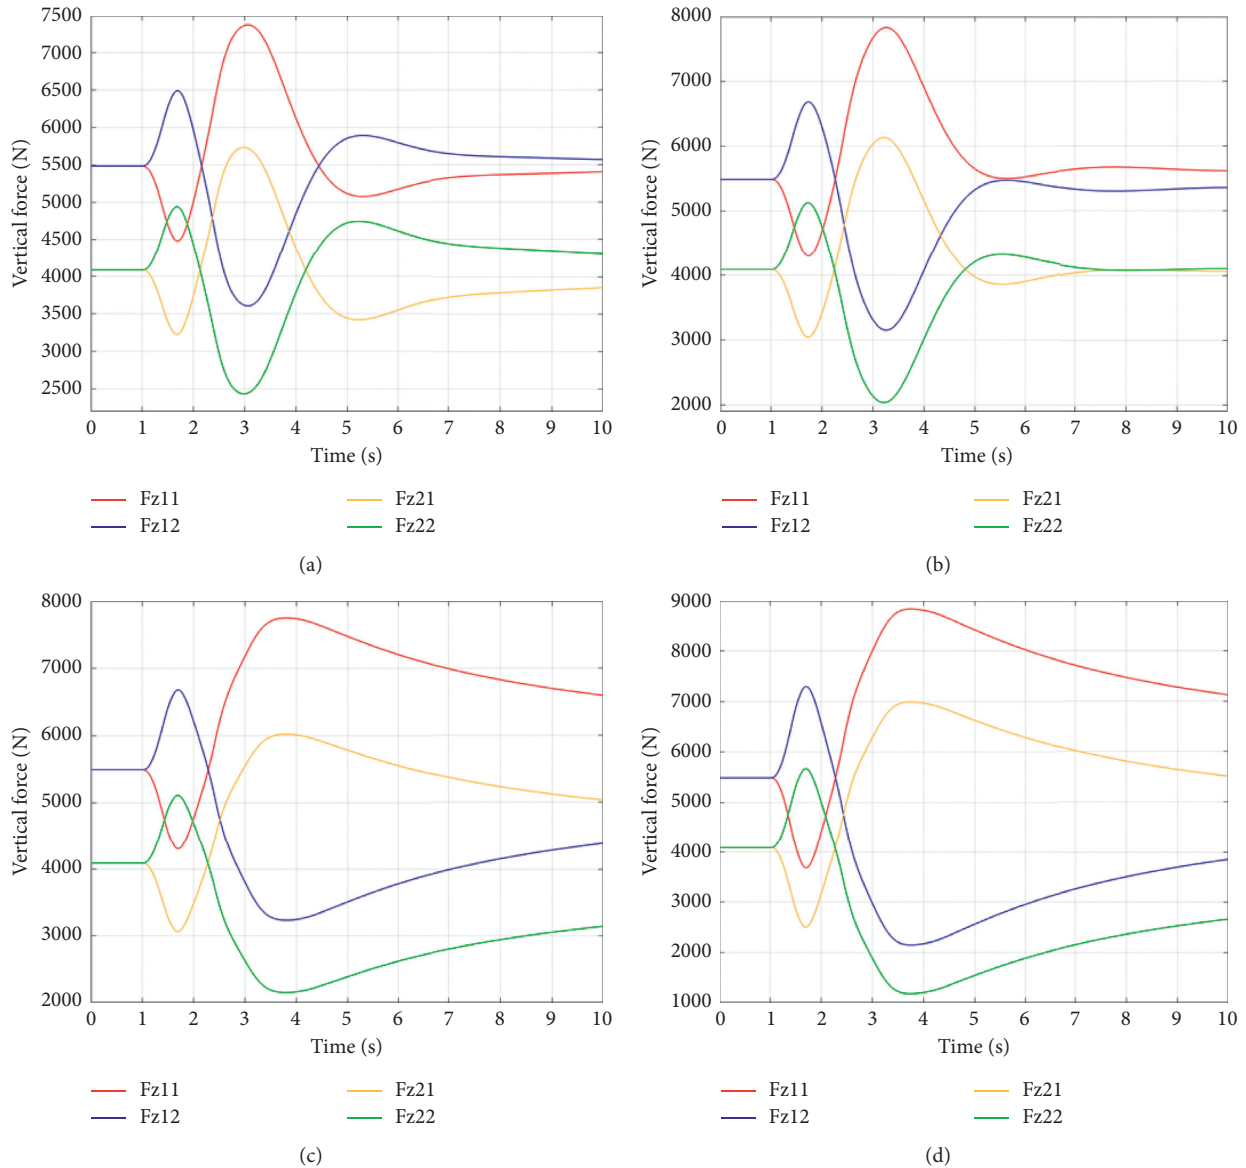 7500
7000
6500
6000
5500
4500
4000
3500
3000
2500
Vertical force (N)
0 1 2 3 4 5 6 7 8 9 10
Time (s)
Fz11 Fz21
Fz12 Fz22
(a)
8000
7000
6000
5000
4000
3000
2000
Vertical force (N)
0 1 2 3 4 5 6 7 8 9 10
Time (s)
Fz11 Fz21
Fz12 Fz22
(b)
8000
7000
6000
5000
4000
3000
2000
Vertical force (N)
0 1 2 3 4 5 6 7 8 9 10
Time (s)
Fz11 Fz21
Fz12 Fz22
(c)
9000
8000
7000
6000
5000
4000
3000
2000
1000
Vertical force (N)
0 1 2 3 4 5 6 7 8 9 10
Time (s)
Fz11 Fz21
Fz12 Fz22
(d)